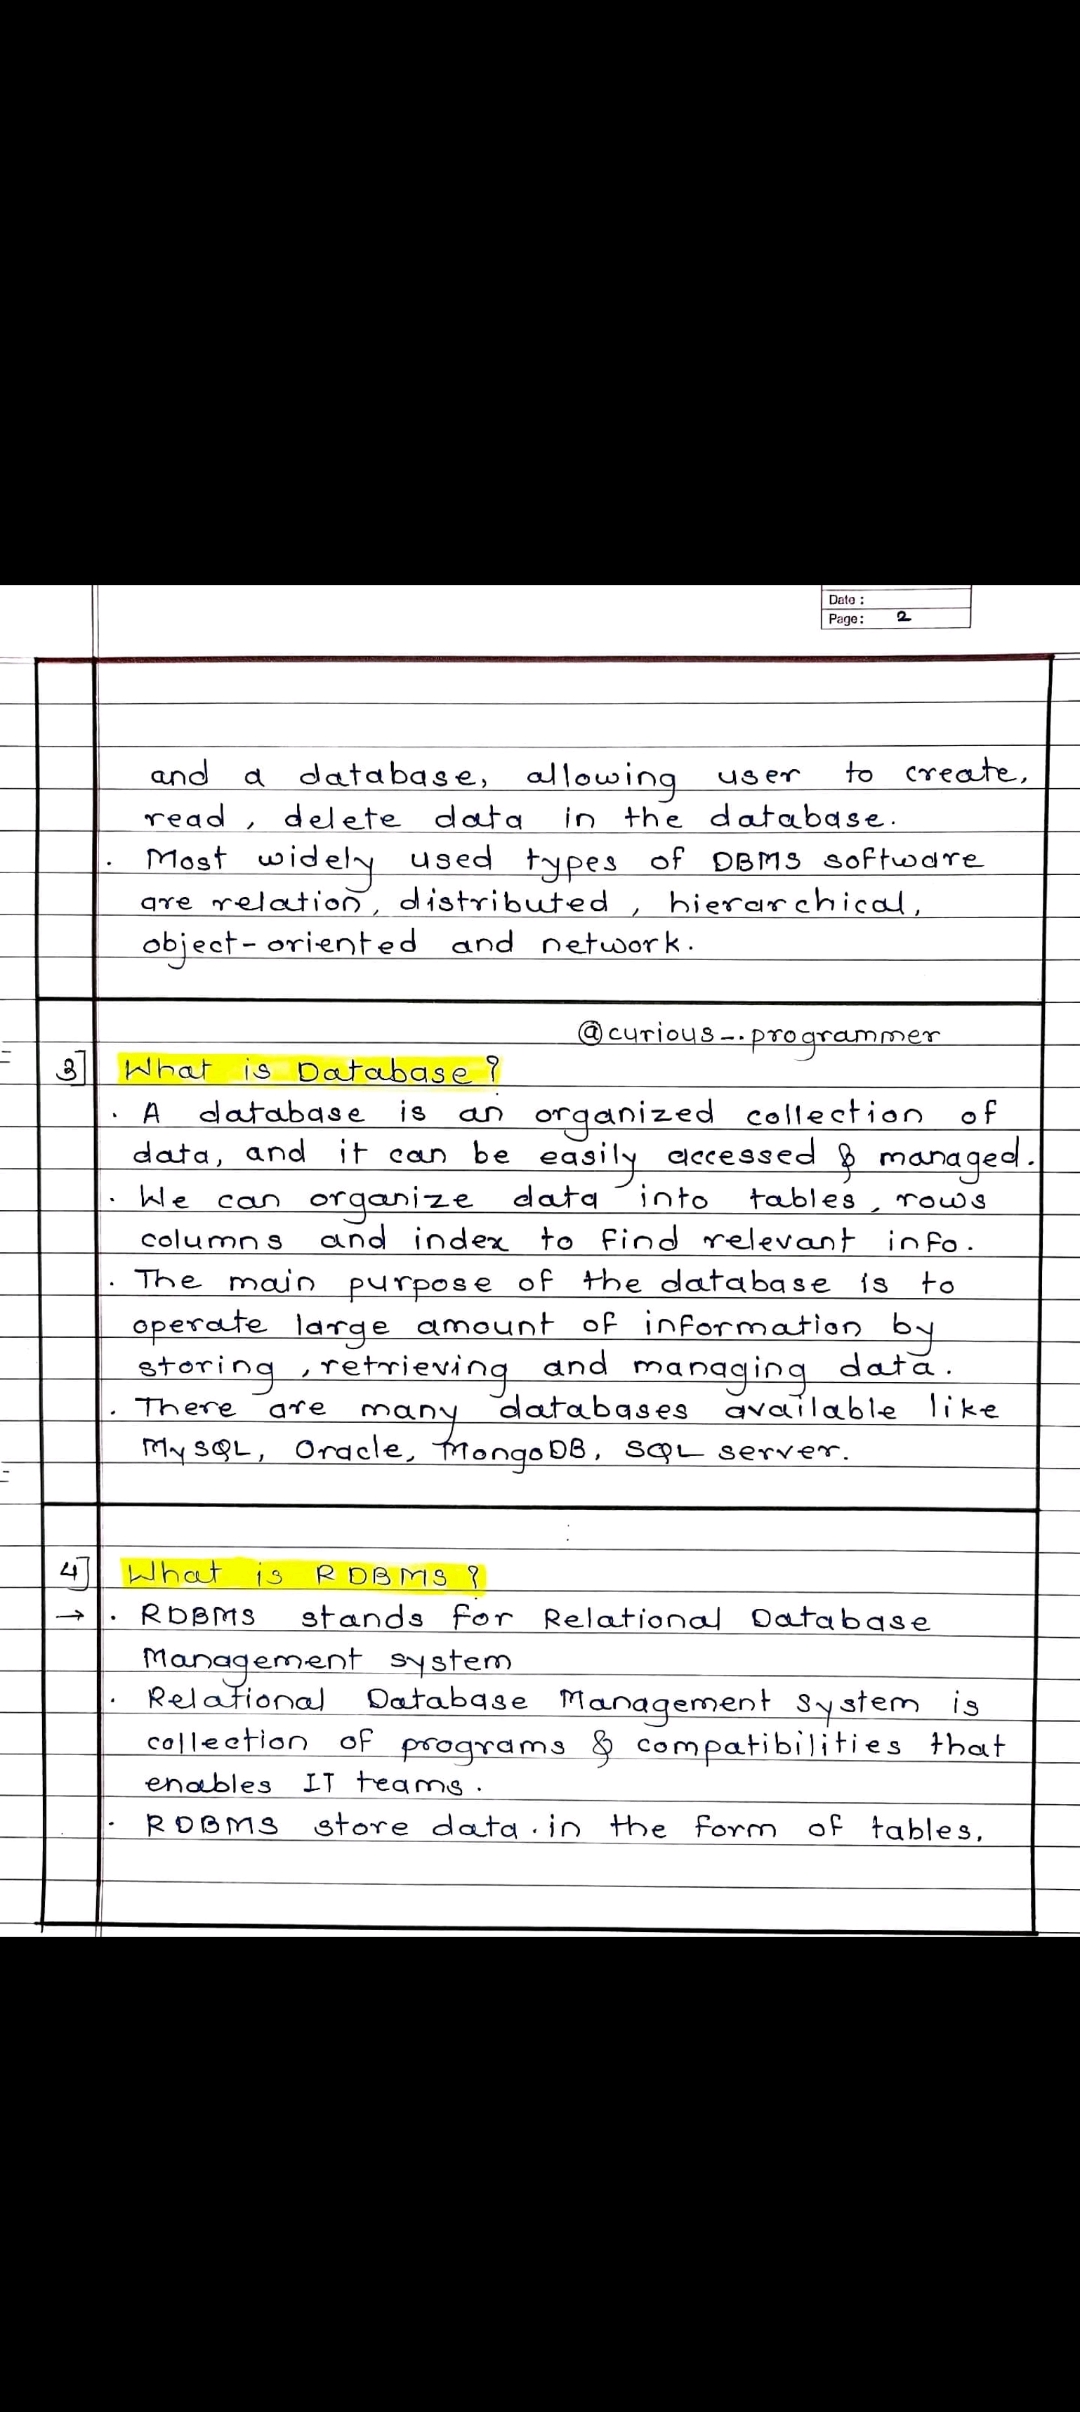 Date :
Page: 2
and a database, allowing user to create,
read, delete data in the database.
. Most widely used types of DBMS software
are relation, distributed, hierarchical,
object-oriented and network.
@curious_.programmer
3] What is Database?
. A database is an organized collection of
data, and it can be easily accessed & managed.
. We can organize data into tables, rows
columns and index to find relevant info.
. The main purpose of the database is to
operate large amount of information by
storing, retrieving and managing data.
. There are many databases available like
MySQL, Oracle, MongoDB, SQL server.
4] What is RDBMS?
→ . RDBMS stands for Relational Database
Management system
. Relational Database Management system is
collection of programs & compatibilities that
enables IT teams.
. RDBMS store data in the form of tables.